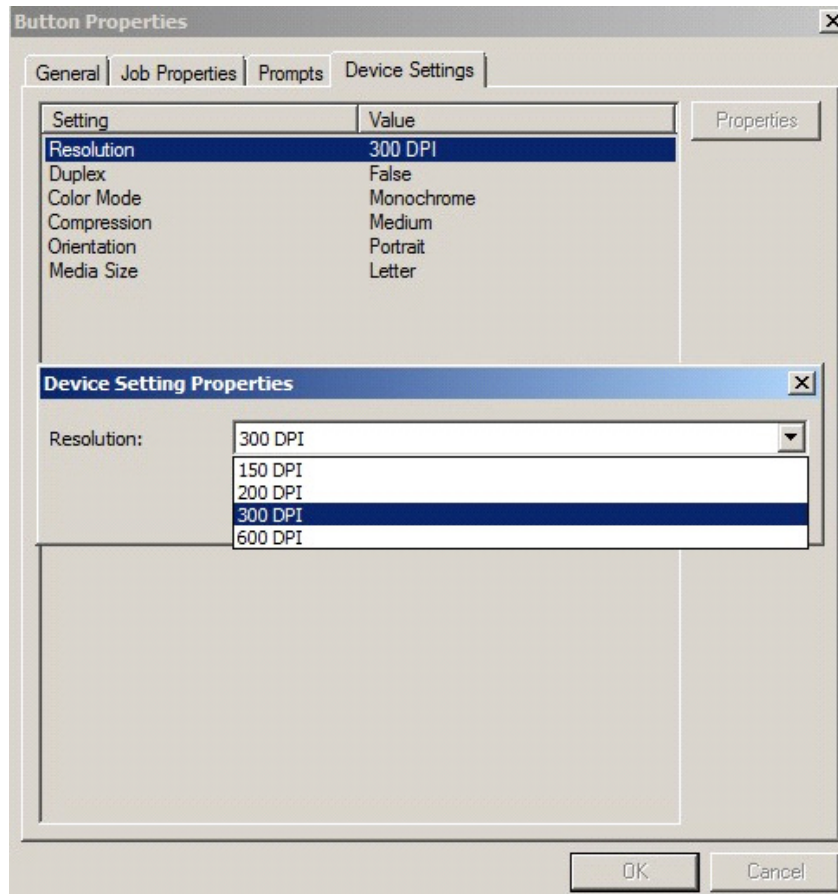 Button Properties
General Job Properties Prompts Device Settings
Setting Value
Properties
Resolution 300 DPI
Duplex False
Color Mode Monochrome
Compression Medium
Orientation Portrait
Media Size Letter
Device Setting Properties
Resolution: 300 DPI
150 DPI
200 DPI
300 DPI
600 DPI
OK Cancel